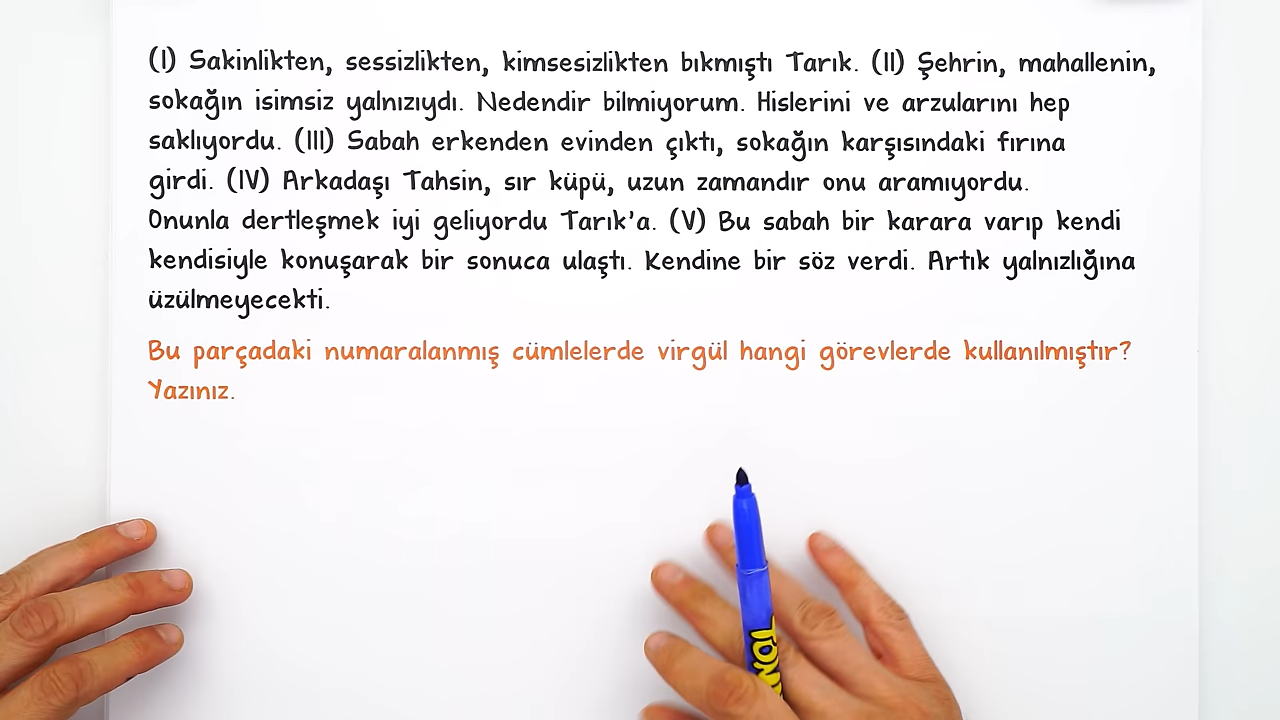 (I) Sakinlikten, sessizlikten, kimsesizlikten bıkmıştı Tarık. (II) Şehrin, mahallenin,
sokağın isimsiz yalnızıydı. Nedendir bilmiyorum. Hislerini ve arzularını hep
saklıyordu. (III) Sabah erkenden evinden çıktı, sokağın karşısındaki fırına
girdi. (IV) Arkadaşı Tahsin, sır küpü, uzun zamandır onu aramıyordu.
Onunla dertleşmek iyi geliyordu Tarık'a. (V) Bu sabah bir karara varıp kendi
kendisiyle konuşarak bir sonuca ulaştı. Kendine bir söz verdi. Artık yalnızlığına
üzülmeyecekti.
Bu parçadaki numaralanmış cümlelerde virgül hangi görevlerde kullanılmıştır?
Yazınız.